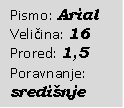 Pismo: Arial
Veličina: 16
Prored: 1,5
Poravnanje:
središnje